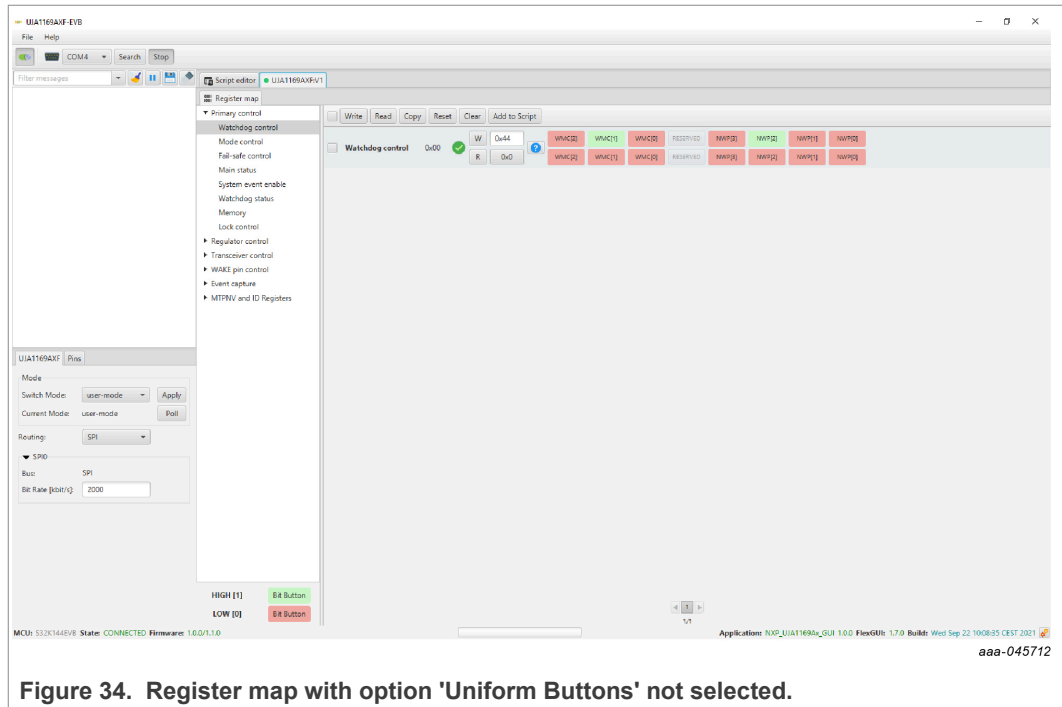 UJA1169AXF-EVB
File Help
COM4 Search Stop
Filter messages
Script editor UJA1169AXF:V1
Register map
Primary control
Watchdog control
Mode control
Fail-safe control
Main status
System event enable
Watchdog status
Memory
Lock control
Regulator control
Transceiver control
WAKE pin control
Event capture
MTPNV and ID Registers
Write Read Copy Reset Clear Add to Script
W 0x44 WMC[2] WMC[1] WMC[0] RESERVED NWP[3] NWP[2] NWP[1] NWP[0]
Watchdog control 0x00 ?
R 0x0 WMC[2] WMC[1] WMC[0] RESERVED NWP[3] NWP[2] NWP[1] NWP[0]
UJA1169AXF Pins
Mode
Switch Mode: user-mode Apply
Current Mode: user-mode Poll
Routing: SPI
SPI0
Bus: SPI
Bit Rate [kbit/s]: 2000
HIGH [1] Bit Button
LOW [0] Bit Button
1
1/1
MCU: S32K144EVB State: CONNECTED Firmware: 1.0.0/1.1.0
Application: NXP_UJA1169Ax_GUI 1.0.0 FlexGUI: 1.7.0 Build: Wed Sep 22 10:08:35 CEST 2021
aaa-045712
Figure 34. Register map with option 'Uniform Buttons' not selected.